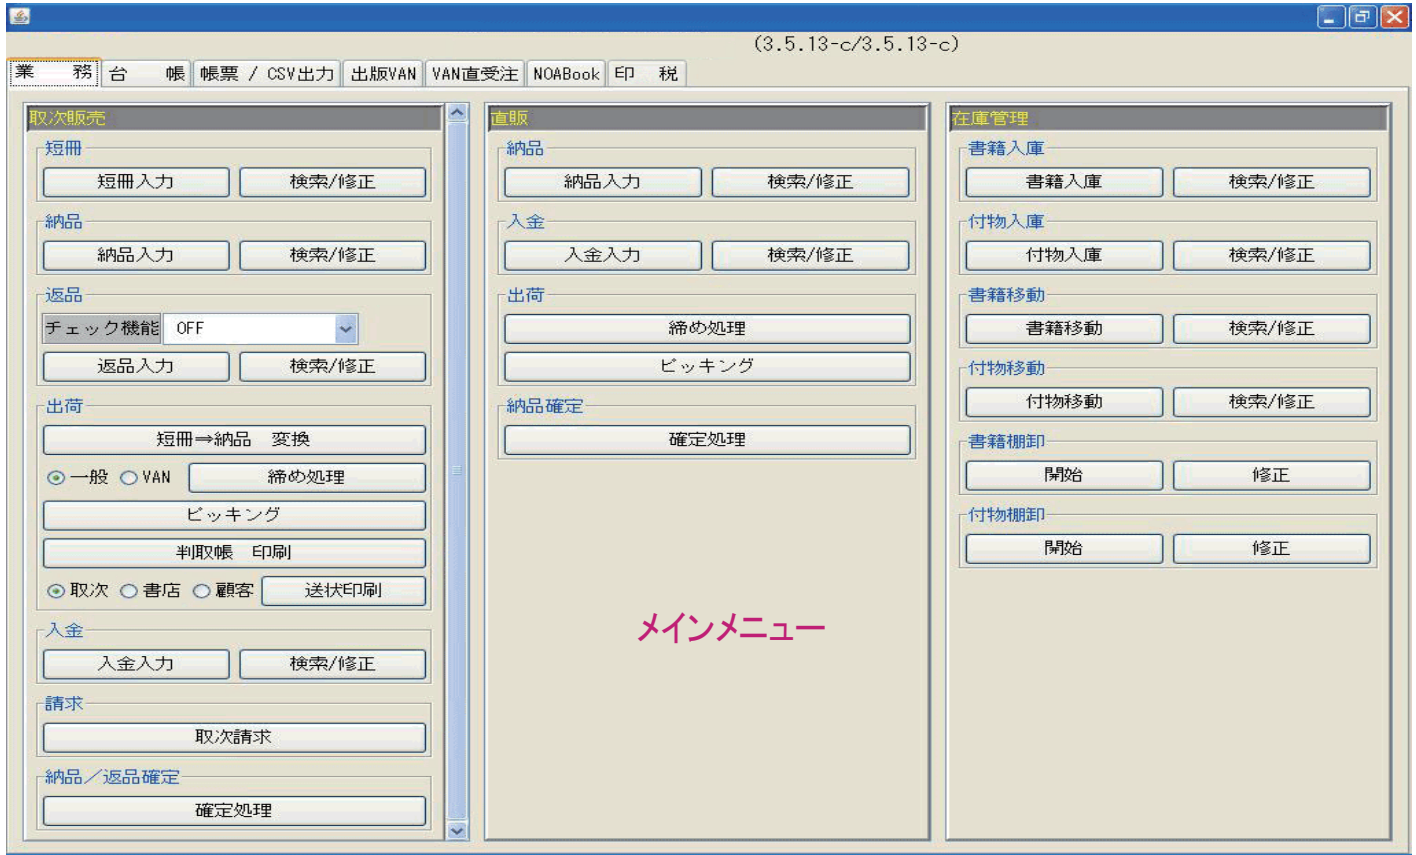 (3.5.13-c/3.5.13-c)
業　務 台　帳 帳票 / CSV出力 出版VAN VAN直受注 NOABook 印　税
取次販売
短冊
短冊入力 検索/修正
納品
納品入力 検索/修正
返品
チェック機能 OFF
返品入力 検索/修正
出荷
短冊⇒納品　変換
一般 VAN 締め処理
ピッキング
判取帳　印刷
取次 書店 顧客 送状印刷
入金
入金入力 検索/修正
請求
取次請求
納品／返品確定
確定処理
直販
納品
納品入力 検索/修正
入金
入金入力 検索/修正
出荷
締め処理
ピッキング
納品確定
確定処理
メインメニュー
在庫管理
書籍入庫
書籍入庫 検索/修正
付物入庫
付物入庫 検索/修正
書籍移動
書籍移動 検索/修正
付物移動
付物移動 検索/修正
書籍棚卸
開始 修正
付物棚卸
開始 修正